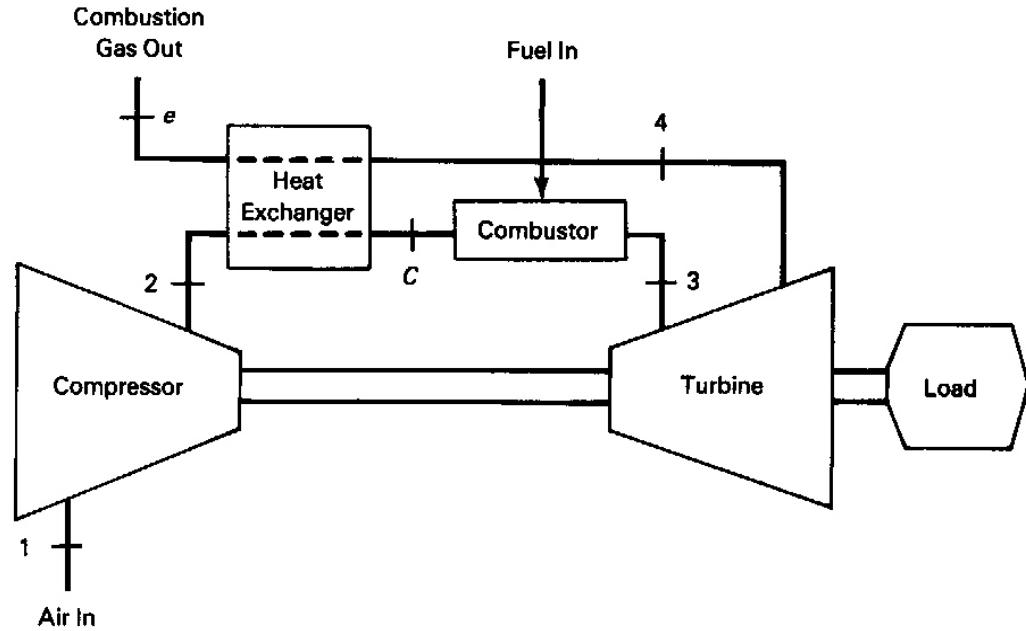 Combustion
Gas Out
Fuel In
e
4
Heat
Exchanger
Combustor
2
C
3
Compressor
Turbine
Load
1
Air In